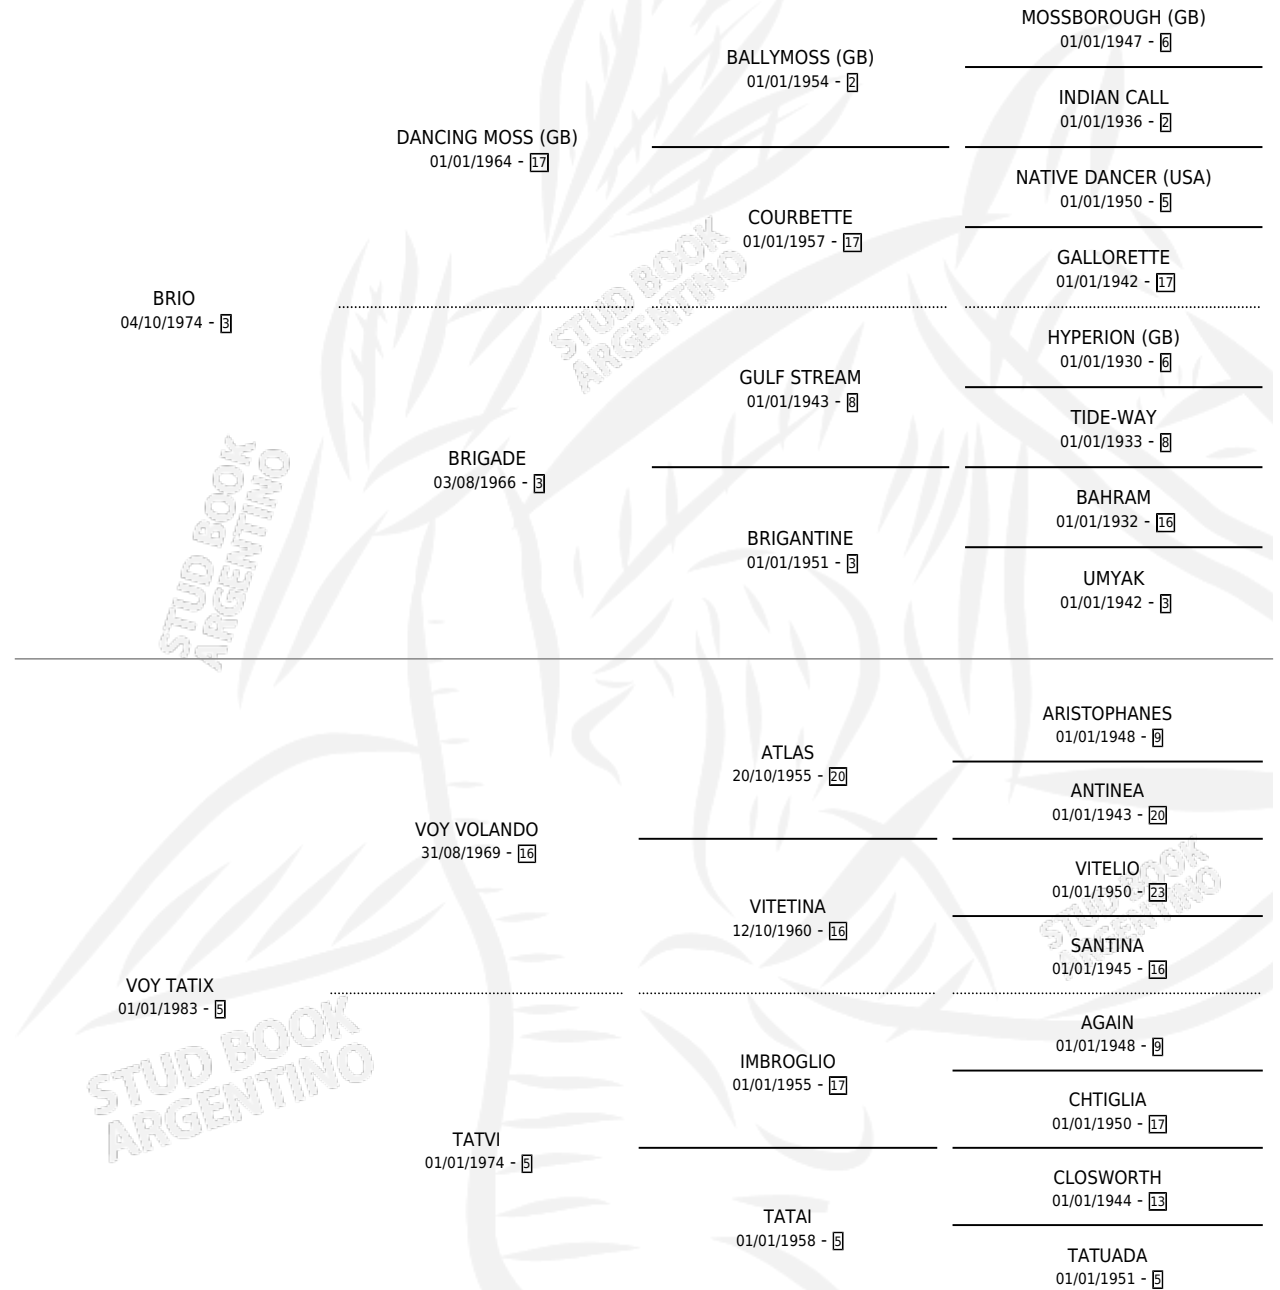 MOSSBOROUGH (GB)
01/01/1947 - 6
BALLYMOSS (GB)
01/01/1954 - 2
INDIAN CALL
01/01/1936 - 2
DANCING MOSS (GB)
01/01/1964 - 17
NATIVE DANCER (USA)
01/01/1950 - 5
COURBETTE
01/01/1957 - 17
GALLORETTE
01/01/1942 - 17
BRIO
04/10/1974 - 3
HYPERION (GB)
01/01/1930 - 6
GULF STREAM
01/01/1943 - 8
TIDE-WAY
01/01/1933 - 8
BRIGADE
03/08/1966 - 3
BAHRAM
01/01/1932 - 16
BRIGANTINE
01/01/1951 - 3
UMYAK
01/01/1942 - 3
STUD BOOK
ARGENTINO
STUD BOOK
ARGENTINO
ARISTOPHANES
01/01/1948 - 9
ATLAS
20/10/1955 - 20
ANTINEA
01/01/1943 - 20
VOY VOLANDO
31/08/1969 - 16
VITELIO
01/01/1950 - 23
VITETINA
12/10/1960 - 16
SANTINA
01/01/1945 - 16
VOY TATIX
01/01/1983 - 5
AGAIN
01/01/1948 - 9
IMBROGLIO
01/01/1955 - 17
CHTIGLIA
01/01/1950 - 17
TATVI
01/01/1974 - 5
CLOSWORTH
01/01/1944 - 13
TATAI
01/01/1958 - 5
TATUADA
01/01/1951 - 5
STUD BOOK
ARGENTINO
STUD BOOK
ARGENTINO